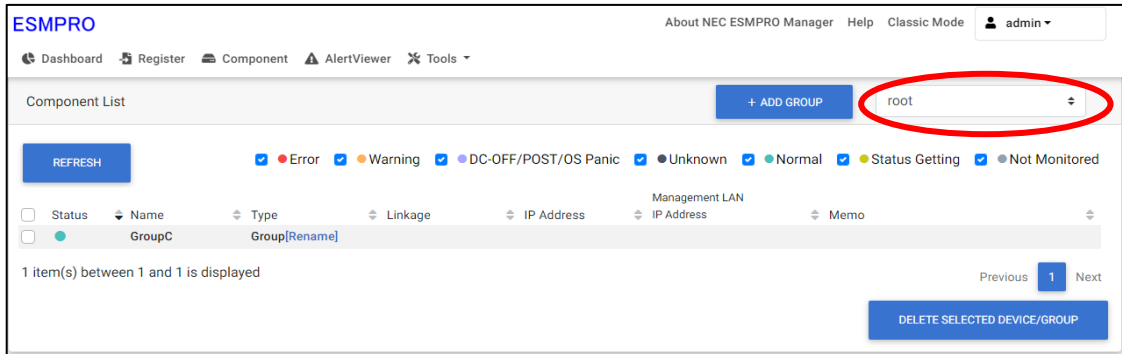 ESMPRO
About NEC ESMPRO Manager Help Classic Mode admin
Dashboard Register Component AlertViewer Tools
Component List
+ ADD GROUP
root
REFRESH
Error Warning DC-OFF/POST/OS Panic Unknown Normal Status Getting Not Monitored
Status Name Type Linkage IP Address Management LAN IP Address Memo
GroupC Group[Rename]
1 item(s) between 1 and 1 is displayed
Previous 1 Next
DELETE SELECTED DEVICE/GROUP